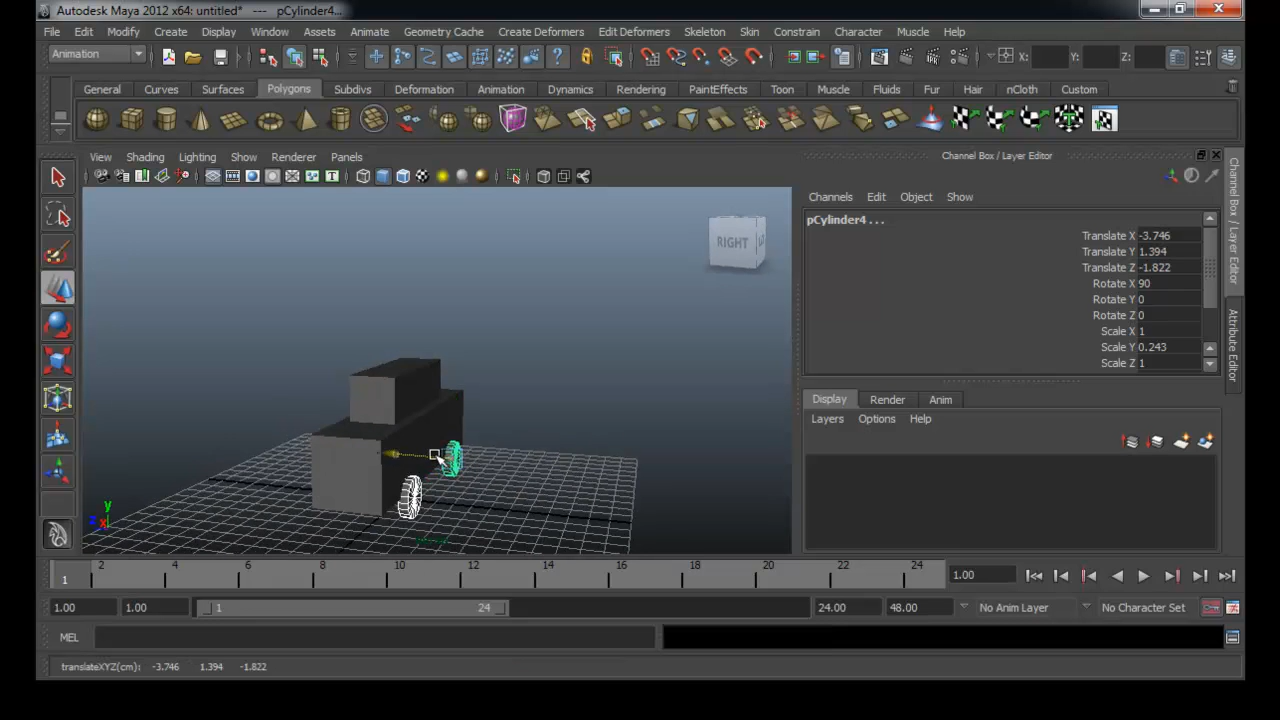 Autodesk Maya 2012 x64: untitled* --- pCylinder4...
File Edit Modify Create Display Window Assets Animate Geometry Cache Create Deformers Edit Deformers Skeleton Skin Constrain Character Muscle Help
Animation X: Y: Z:
General Curves Surfaces Polygons Subdivs Deformation Animation Dynamics Rendering PaintEffects Toon Muscle Fluids Fur Hair nCloth Custom
View Shading Lighting Show Renderer Panels
Channel Box / Layer Editor
Channels Edit Object Show
pCylinder4 . . .
Translate X -3.746
Translate Y 1.394
Translate Z -1.822
Rotate X 90
Rotate Y 0
Rotate Z 0
Scale X 1
Scale Y 0.243
Scale Z 1
Channel Box / Layer Editor
Attribute Editor
RIGHT
y
z x
Display Render Anim
Layers Options Help
1 2 4 6 8 10 12 14 16 18 20 22 24 1.00
1.00 1.00 1 24 24.00 48.00 No Anim Layer No Character Set
MEL
translateXYZ(cm): -3.746 1.394 -1.822